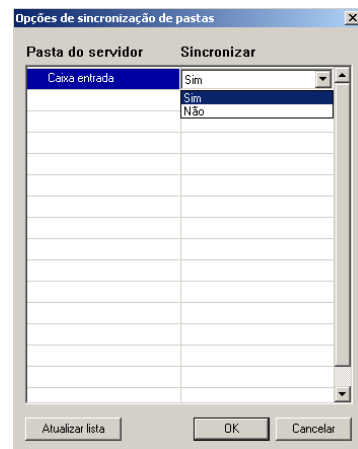 Opções de sincronização de pastas
Pasta do servidor Sincronizar
Caixa entrada Sim
Sim
Não
Atualizar lista OK Cancelar